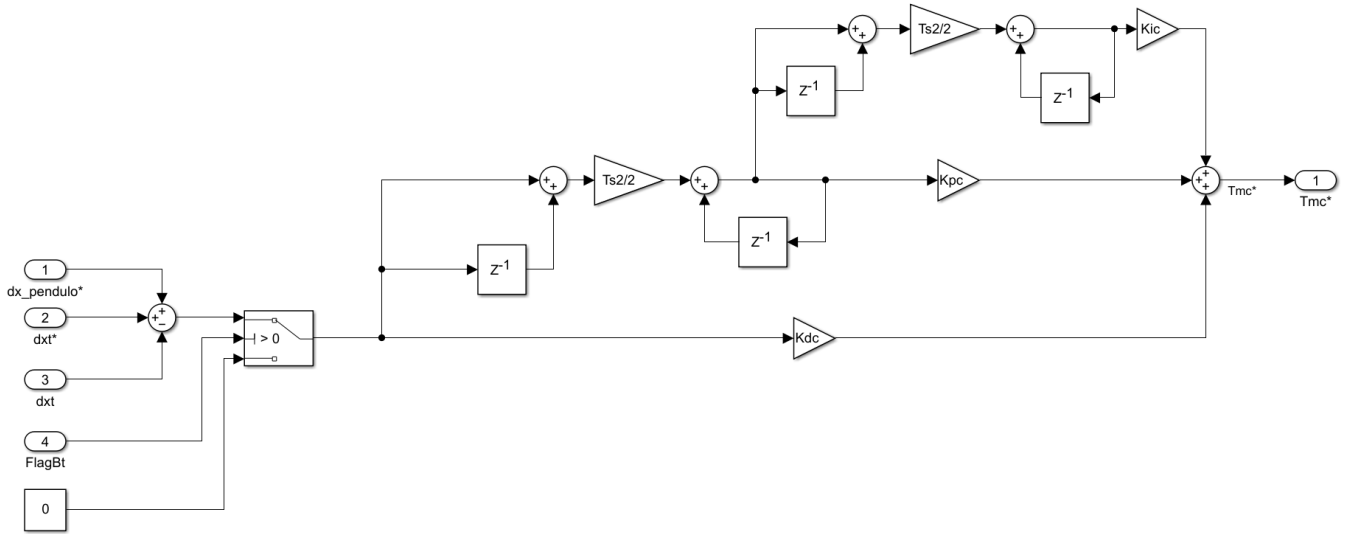 Ts2/2
Kic
Z-1
Z-1
Ts2/2
Kpc
Tmc*
1
Tmc*
Z-1
Z-1
1
dx_pendulo*
2
dxt*
> 0
Kdc
3
dxt
4
FlagBt
0